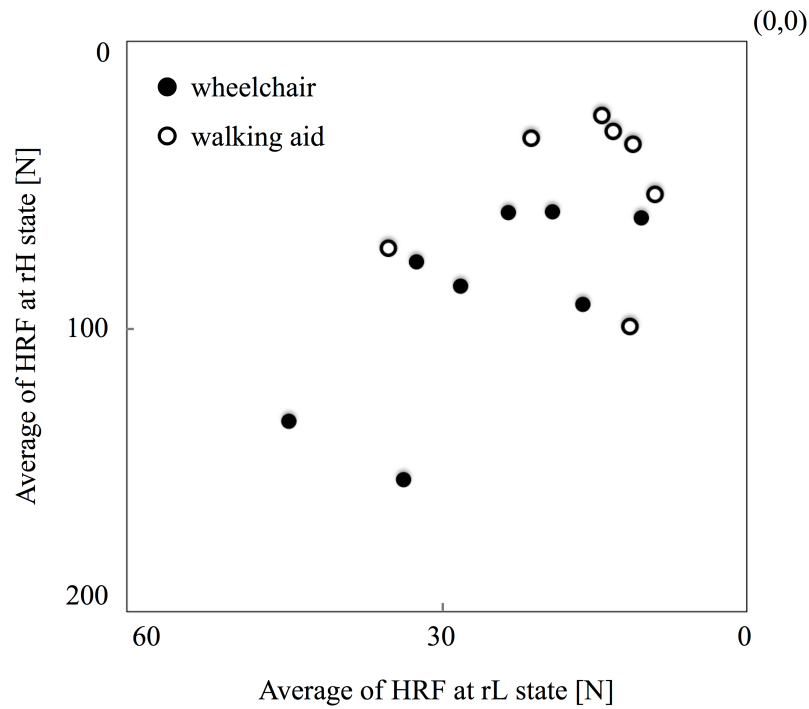 (0,0)
0
wheelchair
walking aid
Average of HRF at rH state [N]
100
200
60 30 0
Average of HRF at rL state [N]